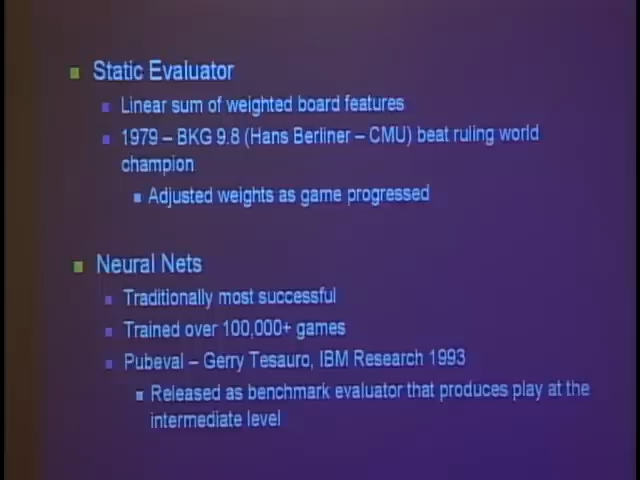 Static Evaluator
Linear sum of weighted board features
1979 – BKG 9.8 (Hans Berliner – CMU) beat ruling world
champion
Adjusted weights as game progressed
Neural Nets
Traditionally most successful
Trained over 100,000+ games
Pubeval – Gerry Tesauro, IBM Research 1993
Released as benchmark evaluator that produces play at the
intermediate level